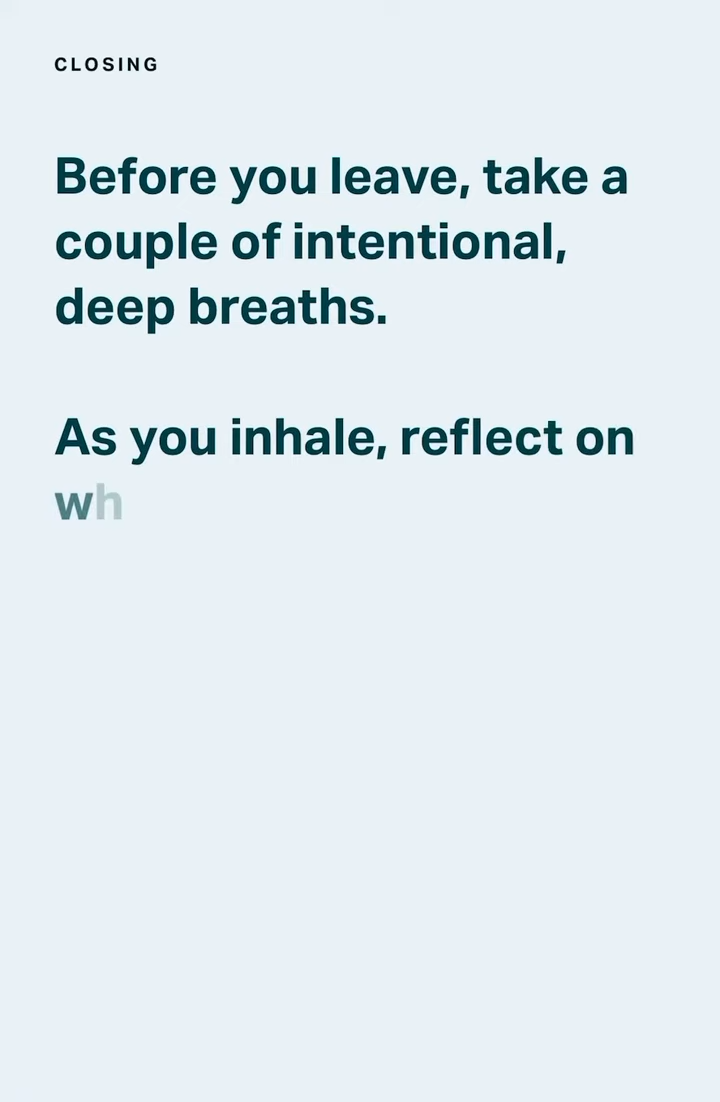 CLOSING
Before you leave, take a
couple of intentional,
deep breaths.
As you inhale, reflect on
wh